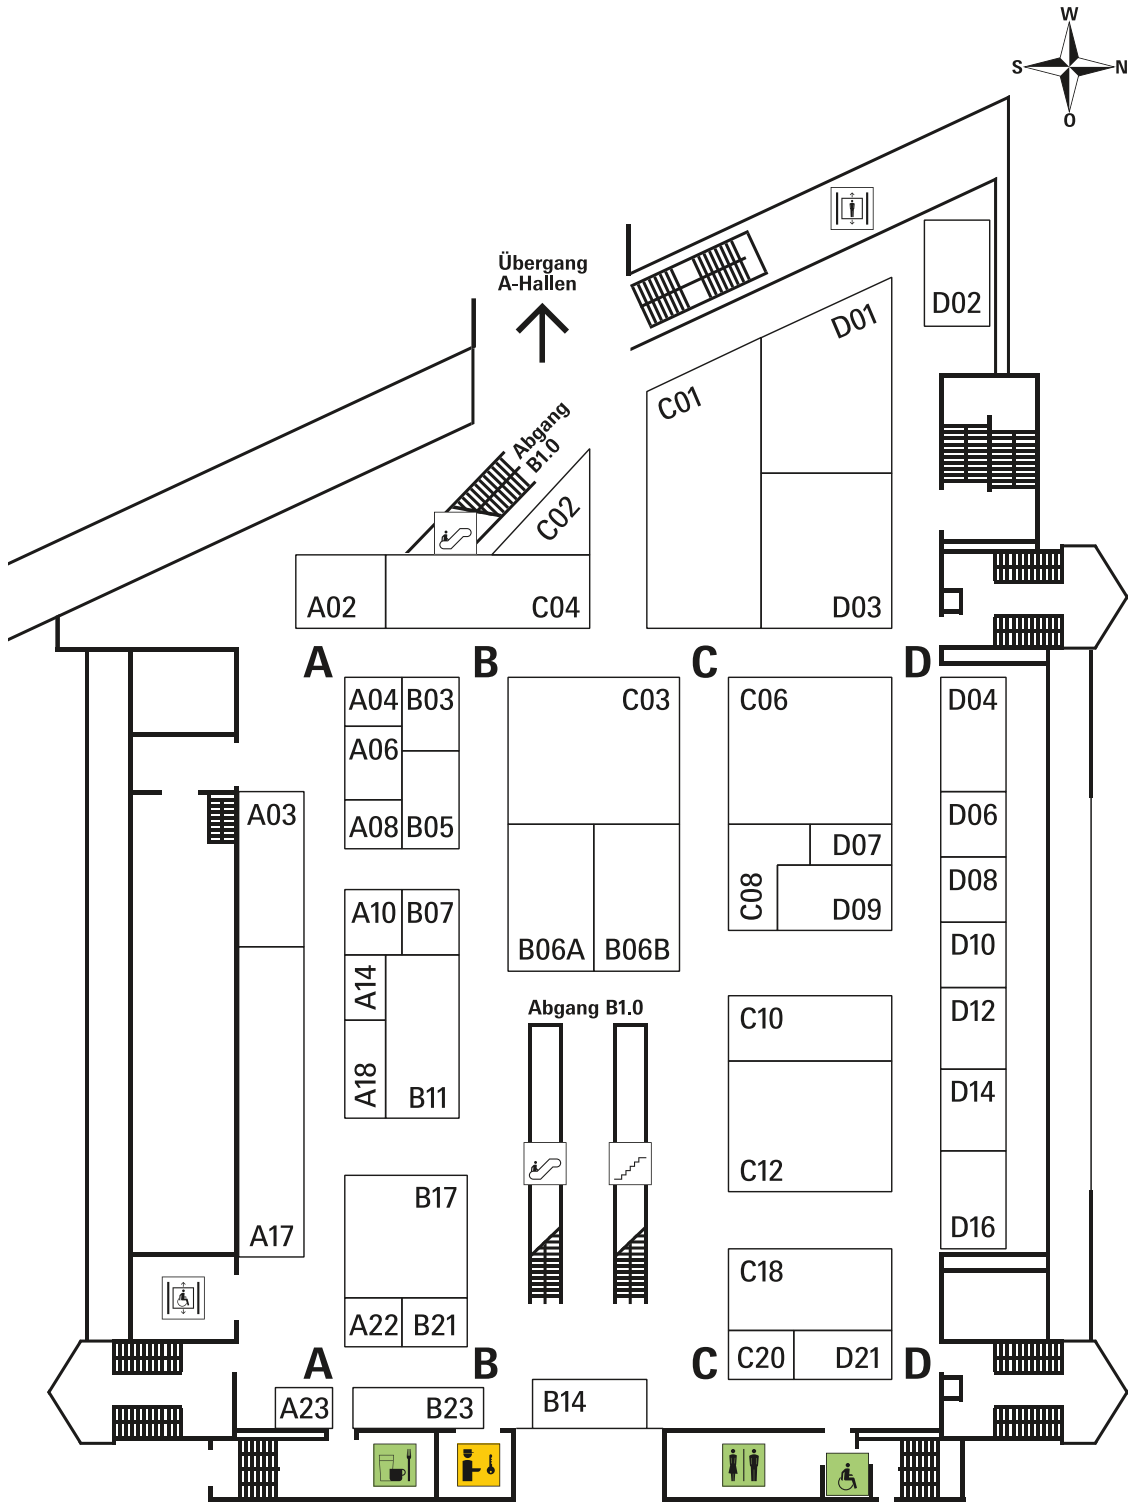 W
S N
O
Übergang
A-Hallen
D02
D01
C01
Abgang
B1.0
C02
A02 C04 D03
A B C D
A04 B03 C03 C06 D04
A06
A03 D06
A08 B05 D07
C08 D08
A10 B07 D09
B06A B06B D10
A14
Abgang B1.0
C10 D12
A18 B11 D14
C12
B17
A17 D16
C18
A22 B21
A B C D
C20 D21
A23 B23 B14